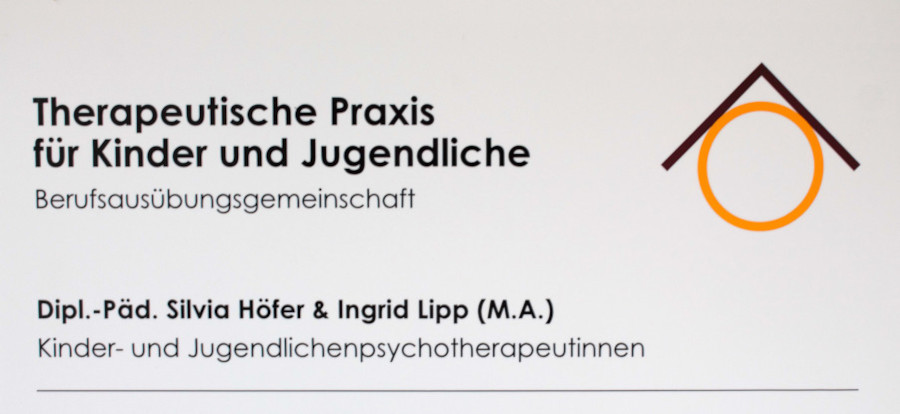 Therapeutische Praxis
für Kinder und Jugendliche
Berufsausübungsgemeinschaft
Dipl.-Päd. Silvia Höfer & Ingrid Lipp (M.A.)
Kinder- und Jugendlichenpsychotherapeutinnen